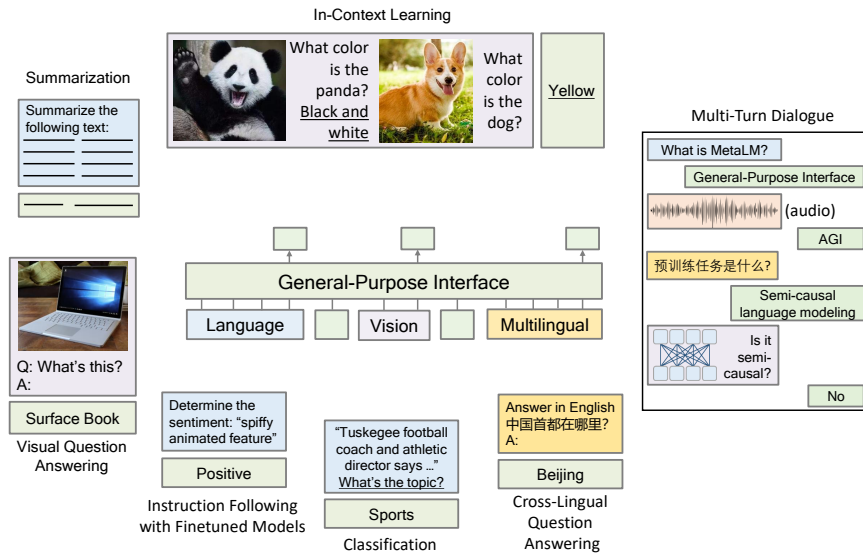 In-Context Learning
What color
is the
panda?
Black and
white
What
color
is the
dog?
Yellow
Summarization
Summarize the
following text:
Multi-Turn Dialogue
What is MetaLM?
General-Purpose Interface
(audio)
AGI
预训练任务是什么?
Semi-causal
language modeling
Is it
semi-
causal?
No
General-Purpose Interface
Language
Vision
Multilingual
Q: What's this?
A:
Surface Book
Visual Question
Answering
Determine the
sentiment: "spiffy
animated feature"
Positive
Instruction Following
with Finetuned Models
"Tuskegee football
coach and athletic
director says ..."
What's the topic?
Sports
Classification
Answer in English
中国首都在哪里?
A:
Beijing
Cross-Lingual
Question
Answering